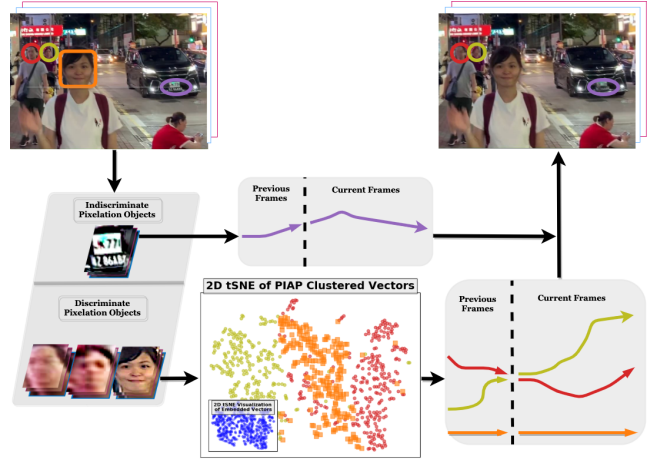 Indiscriminate
Pixelation Objects
Discriminate
Pixelation Objects
Previous
Frames
Current Frames
2D tSNE of PIAP Clustered Vectors
2D tSNE Visualization
of Embedded Vectors
Previous
Frames
Current Frames